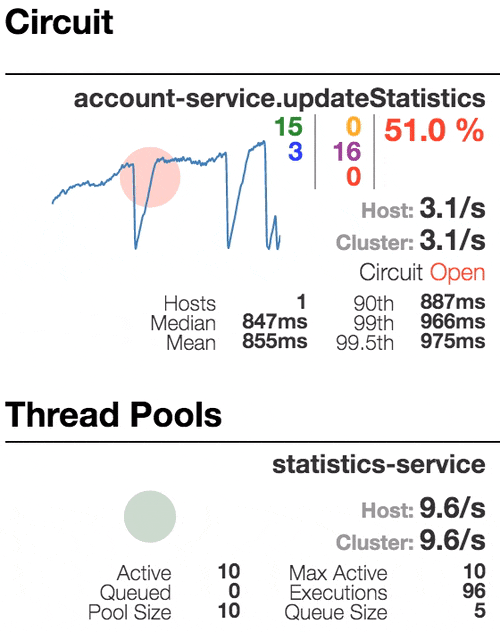 Circuit
account-service.updateStatistics
15 0 51.0 %
3 16
0
Host: 3.1/s
Cluster: 3.1/s
Circuit Open
Hosts 1 90th 887ms
Median 847ms 99th 966ms
Mean 855ms 99.5th 975ms
Thread Pools
statistics-service
Host: 9.6/s
Cluster: 9.6/s
Active 10 Max Active 10
Queued 0 Executions 96
Pool Size 10 Queue Size 5